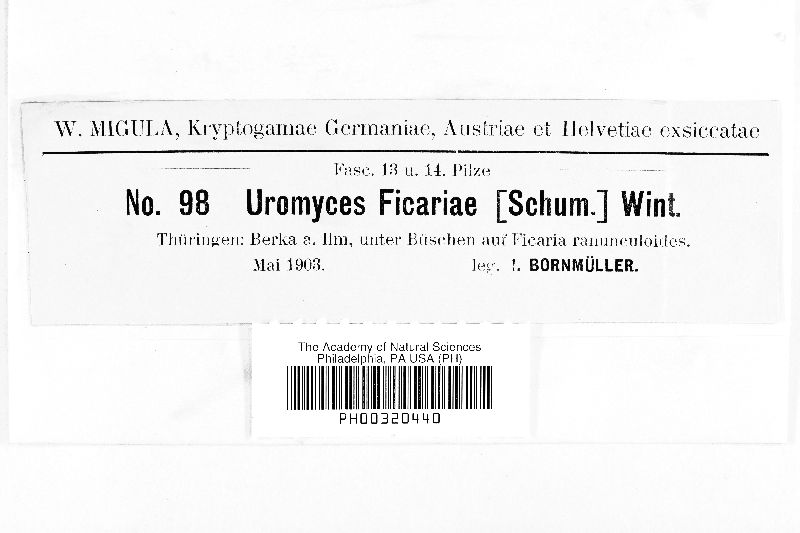 W. MIGULA, Kryptogamae Germaniae, Austriae et Helvetiae exsiccatae
Fasc. 13 u. 14. Pilze
No. 98 Uromyces Ficariae [Schum.] Wint.
Thüringen: Berka a. Ilm, unter Büschen auf Ficaria ranunculoides.
Mai 1903. leg. J. BORNMÜLLER.
The Academy of Natural Sciences
Philadelphia, PA USA (PH)
PH00320440